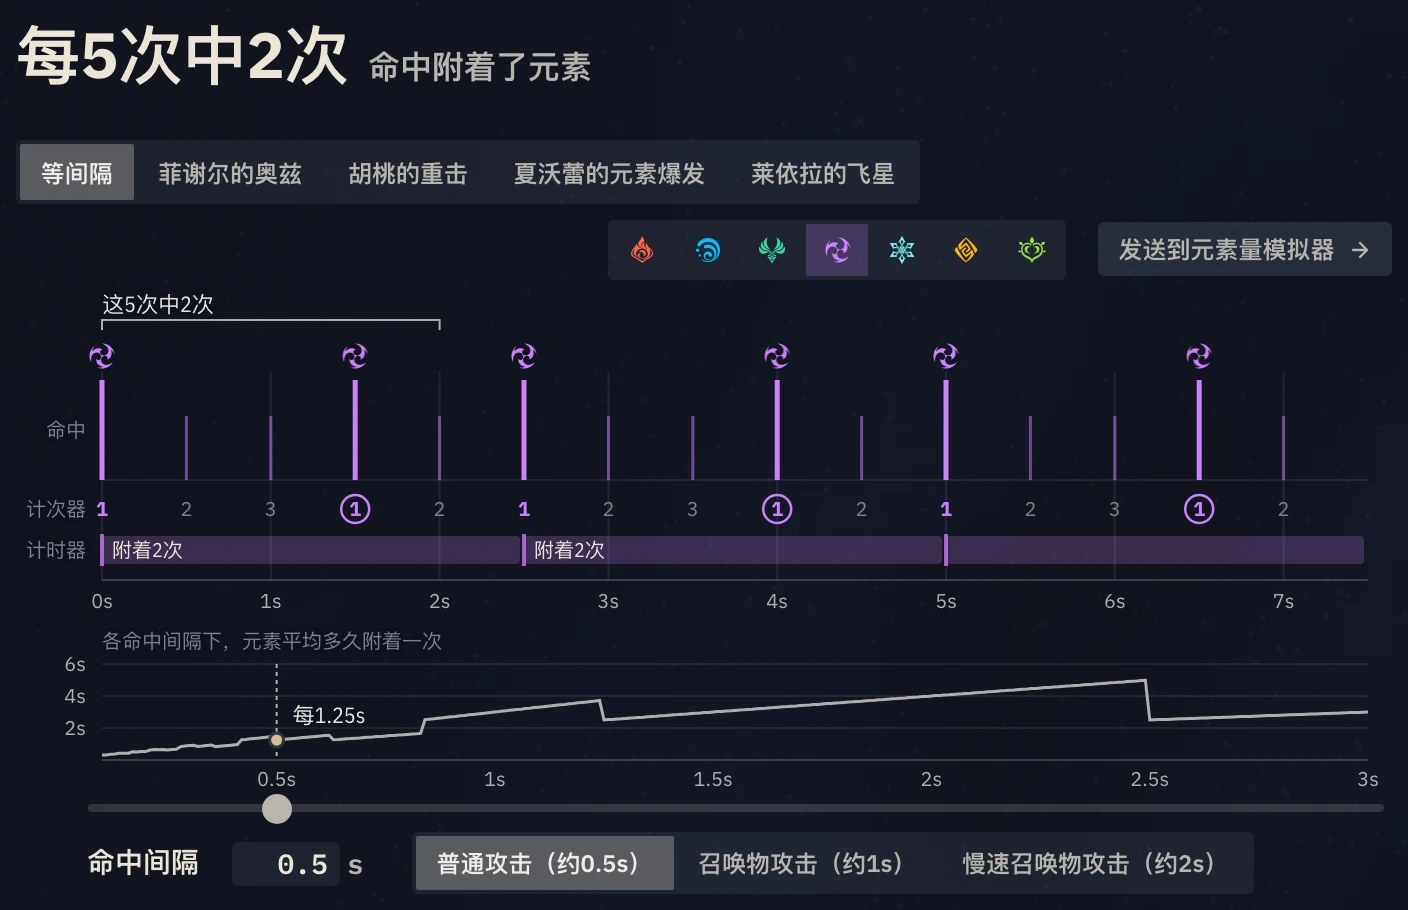 每5次中2次 命中附着了元素
等间隔 菲谢尔的奥兹 胡桃的重击 夏沃蕾的元素爆发 莱依拉的飞星
发送到元素量模拟器 →
这5次中2次
命中
计次器 1 2 3 1 2 1 2 3 1 2 1 2 3 1 2
计时器 附着2次 附着2次
0s 1s 2s 3s 4s 5s 6s 7s
各命中间隔下，元素平均多久附着一次
6s
4s
每1.25s
2s
0.5s 1s 1.5s 2s 2.5s 3s
命中间隔 0.5 s 普通攻击（约0.5s） 召唤物攻击（约1s） 慢速召唤物攻击（约2s）